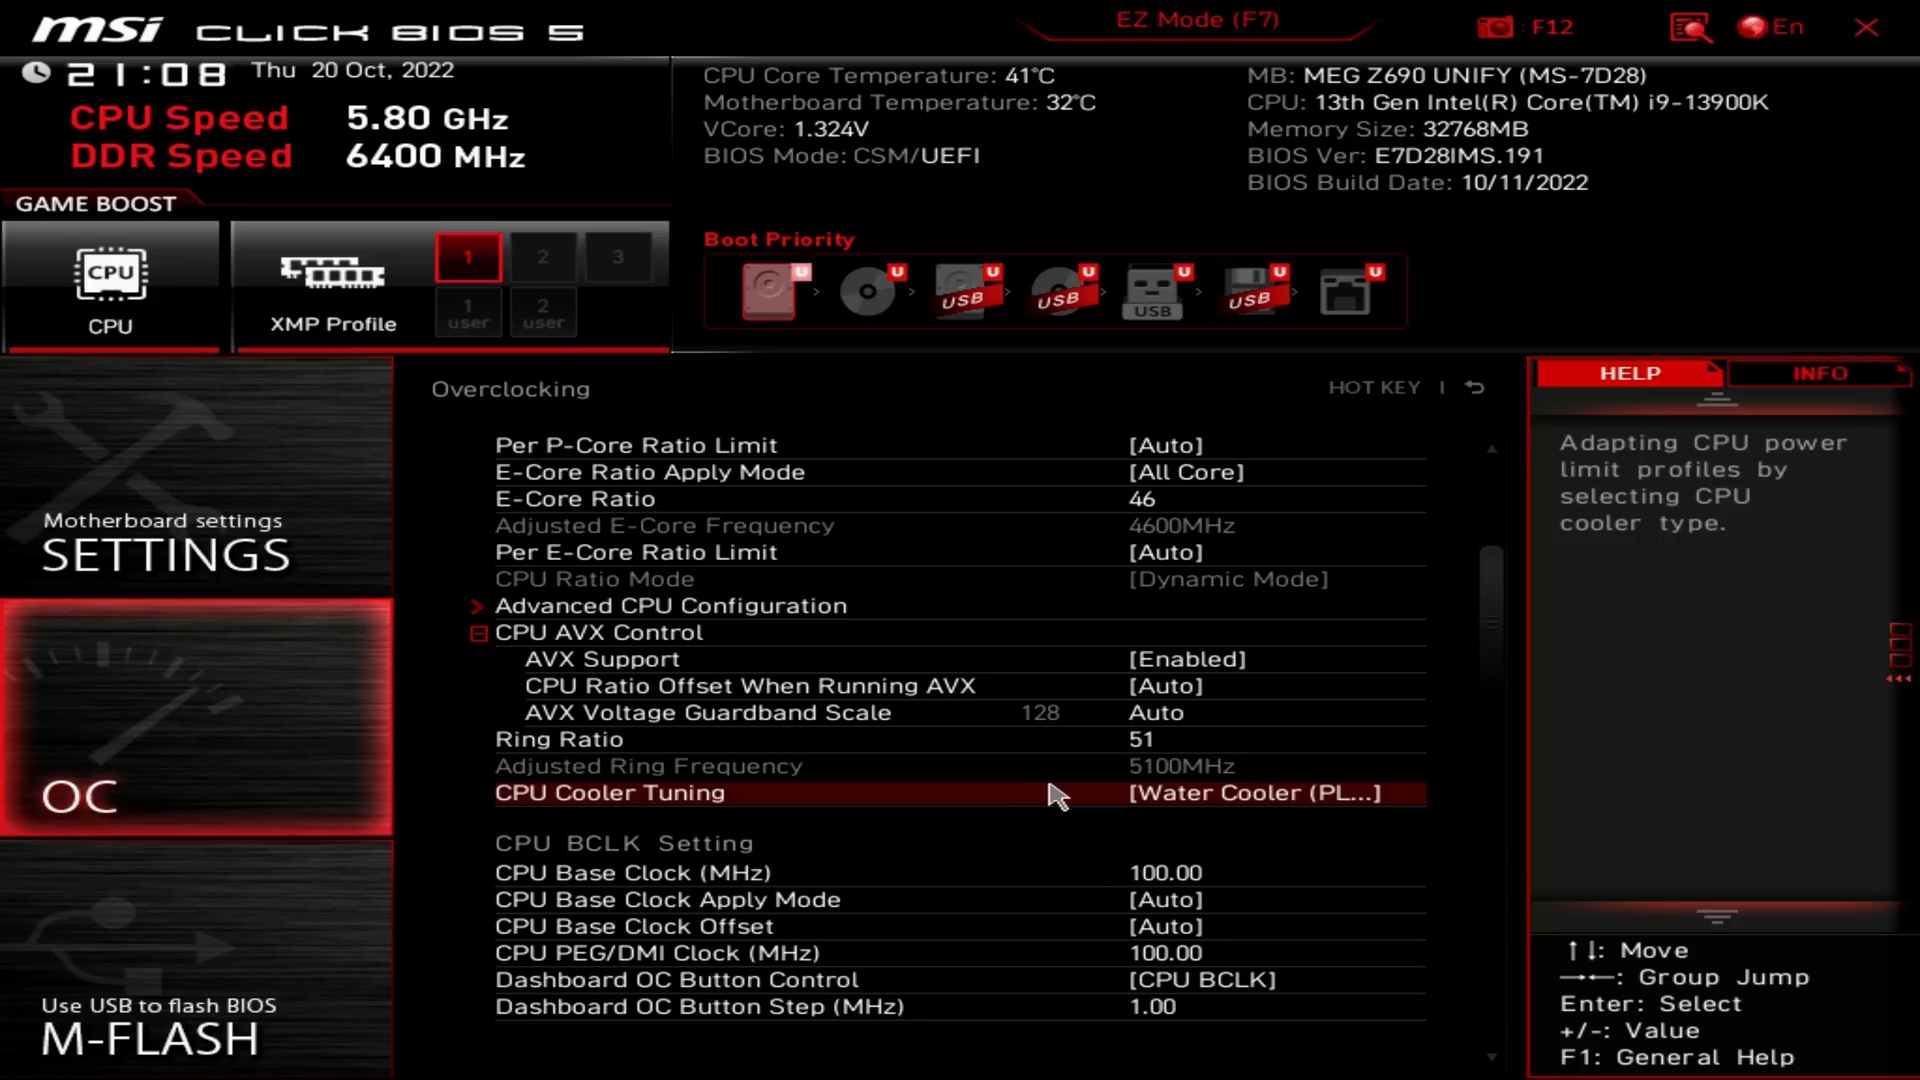 msi CLICK BIOS 5
EZ Mode (F7)
: F12
En
21:08 Thu 20 Oct, 2022
CPU Speed 5.80 GHz
DDR Speed 6400 MHz
CPU Core Temperature: 41°C
Motherboard Temperature: 32°C
VCore: 1.324V
BIOS Mode: CSM/UEFI
MB: MEG Z690 UNIFY (MS-7D28)
CPU: 13th Gen Intel(R) Core(TM) i9-13900K
Memory Size: 32768MB
BIOS Ver: E7D28IMS.191
BIOS Build Date: 10/11/2022
GAME BOOST
CPU
CPU
XMP Profile
1 2 3
1 user
2 user
Boot Priority
U U U U U U U
USB USB USB USB
Motherboard settings
SETTINGS
OC
Use USB to flash BIOS
M-FLASH
Overclocking
HOT KEY |
Per P-Core Ratio Limit [Auto]
E-Core Ratio Apply Mode [All Core]
E-Core Ratio 46
Adjusted E-Core Frequency 4600MHz
Per E-Core Ratio Limit [Auto]
CPU Ratio Mode [Dynamic Mode]
> Advanced CPU Configuration
CPU AVX Control
AVX Support [Enabled]
CPU Ratio Offset When Running AVX [Auto]
AVX Voltage Guardband Scale 128 Auto
Ring Ratio 51
Adjusted Ring Frequency 5100MHz
CPU Cooler Tuning [Water Cooler (PL...]
CPU BCLK Setting
CPU Base Clock (MHz) 100.00
CPU Base Clock Apply Mode [Auto]
CPU Base Clock Offset [Auto]
CPU PEG/DMI Clock (MHz) 100.00
Dashboard OC Button Control [CPU BCLK]
Dashboard OC Button Step (MHz) 1.00
HELP
INFO
Adapting CPU power
limit profiles by
selecting CPU
cooler type.
↑↓: Move
→←: Group Jump
Enter: Select
+/-: Value
F1: General Help